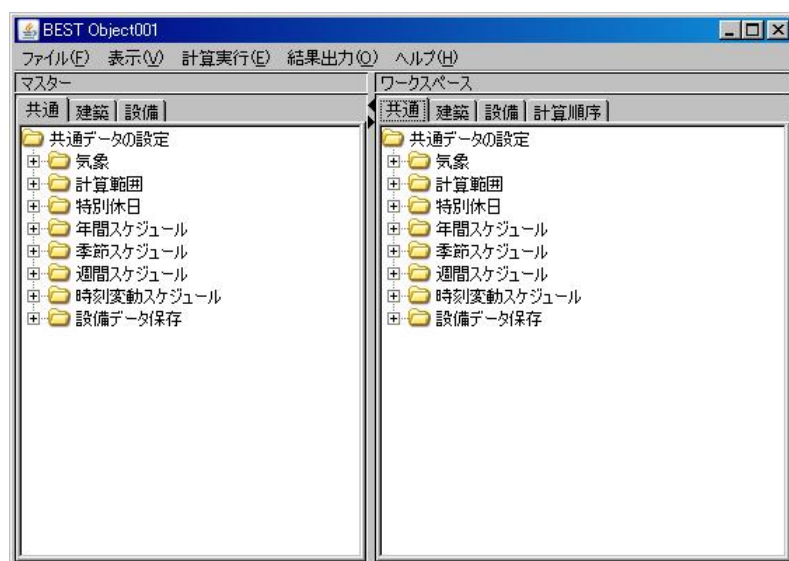 BEST Object001
ファイル(F) 表示(V) 計算実行(E) 結果出力(O) ヘルプ(H)
マスター
共通 建築 設備
共通データの設定
気象
計算範囲
特別休日
年間スケジュール
季節スケジュール
週間スケジュール
時刻変動スケジュール
設備データ保存
ワークスペース
共通 建築 設備 計算順序
共通データの設定
気象
計算範囲
特別休日
年間スケジュール
季節スケジュール
週間スケジュール
時刻変動スケジュール
設備データ保存